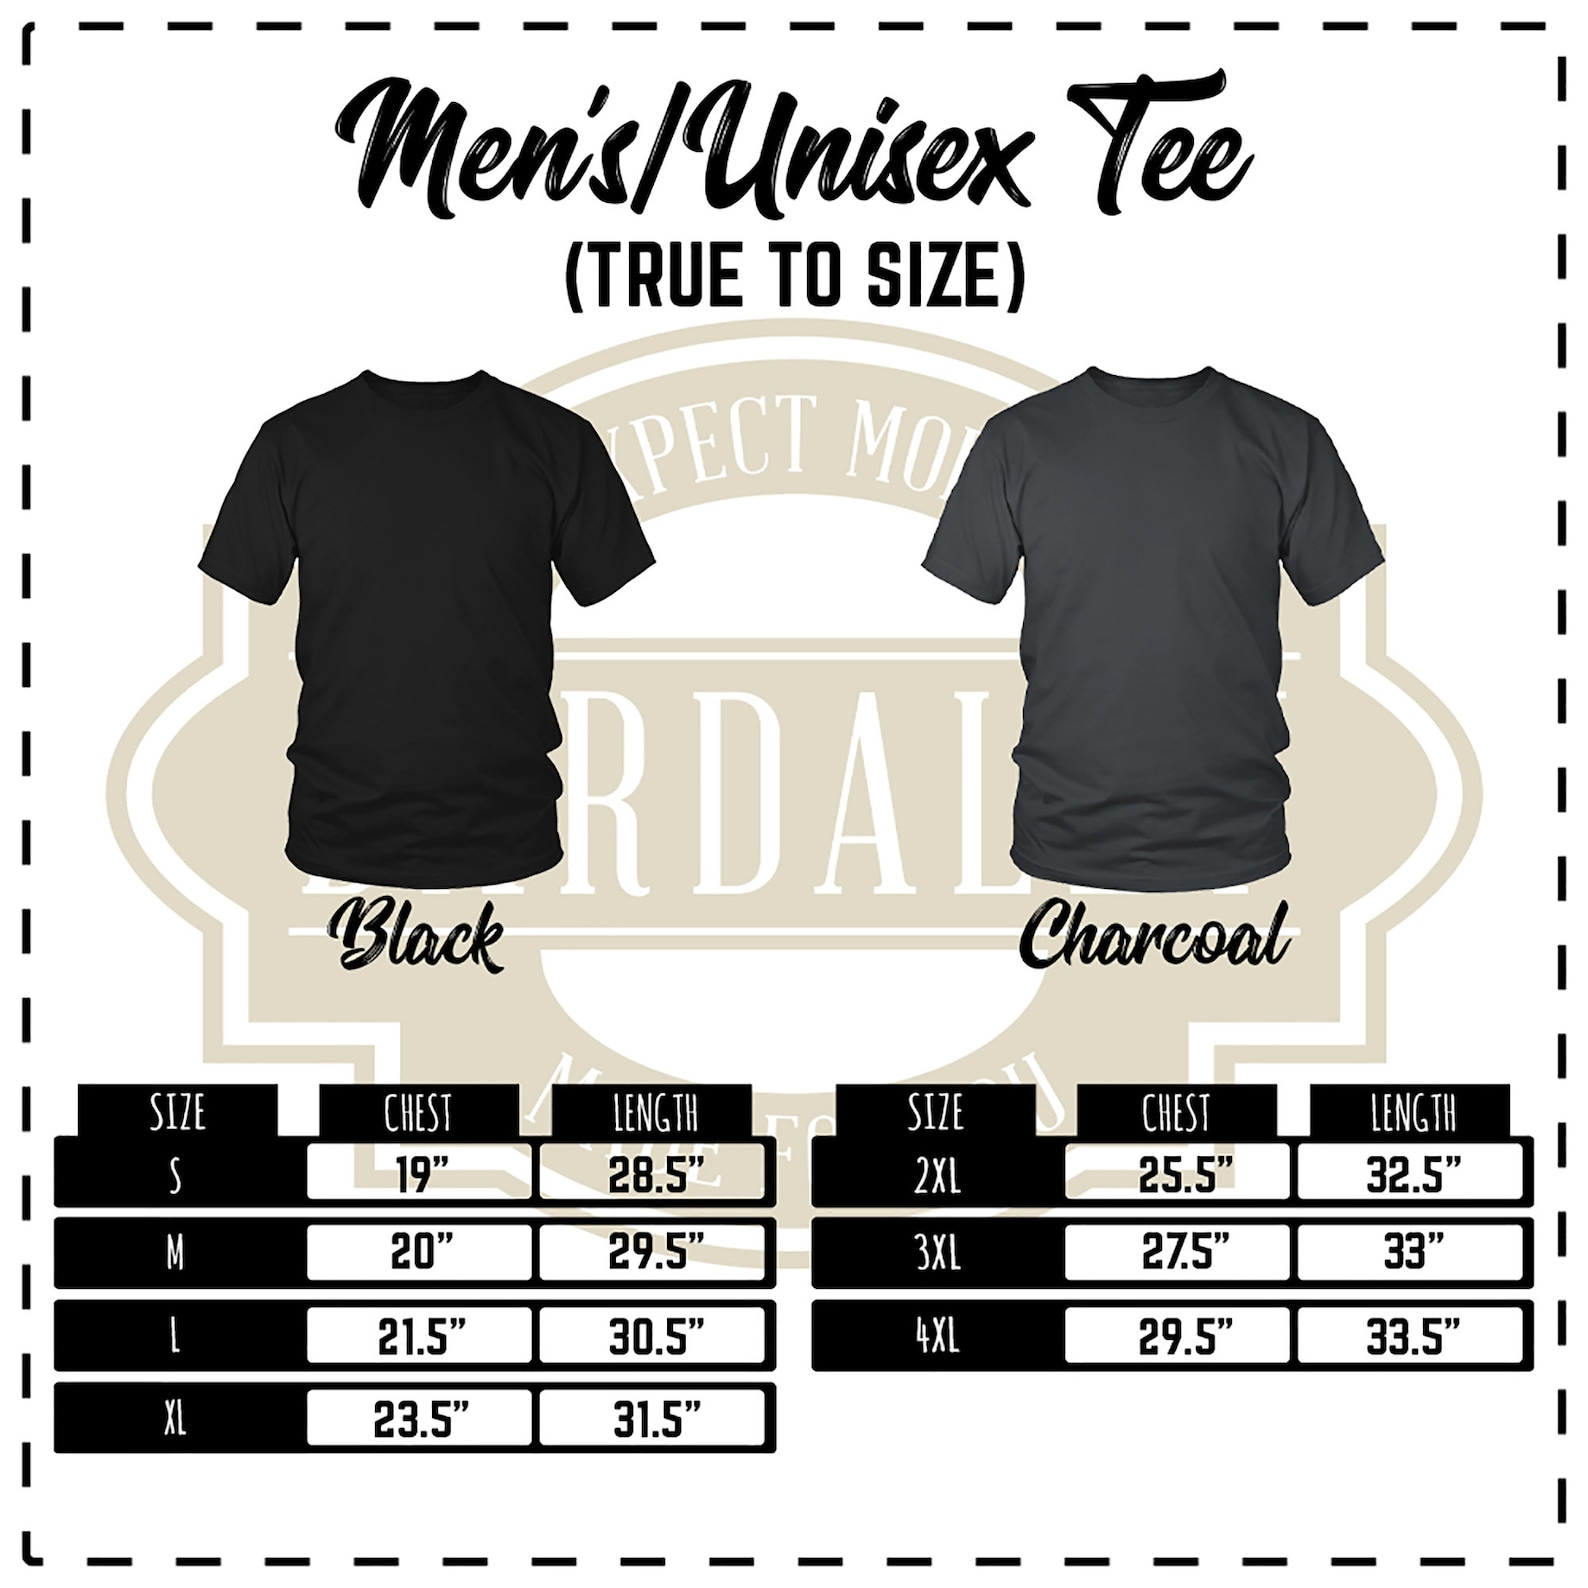 Men's/Unisex Tee
(TRUE TO SIZE)
Black
Charcoal
SIZE CHEST LENGTH
S 19” 28.5”
M 20” 29.5”
L 21.5” 30.5”
XL 23.5” 31.5”
SIZE CHEST LENGTH
2XL 25.5” 32.5”
3XL 27.5” 33”
4XL 29.5” 33.5”